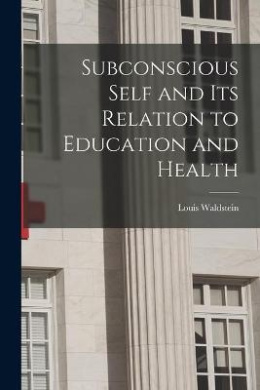 Subconscious
Self and Its
Relation to
Education and
Health
Louis Waldstein